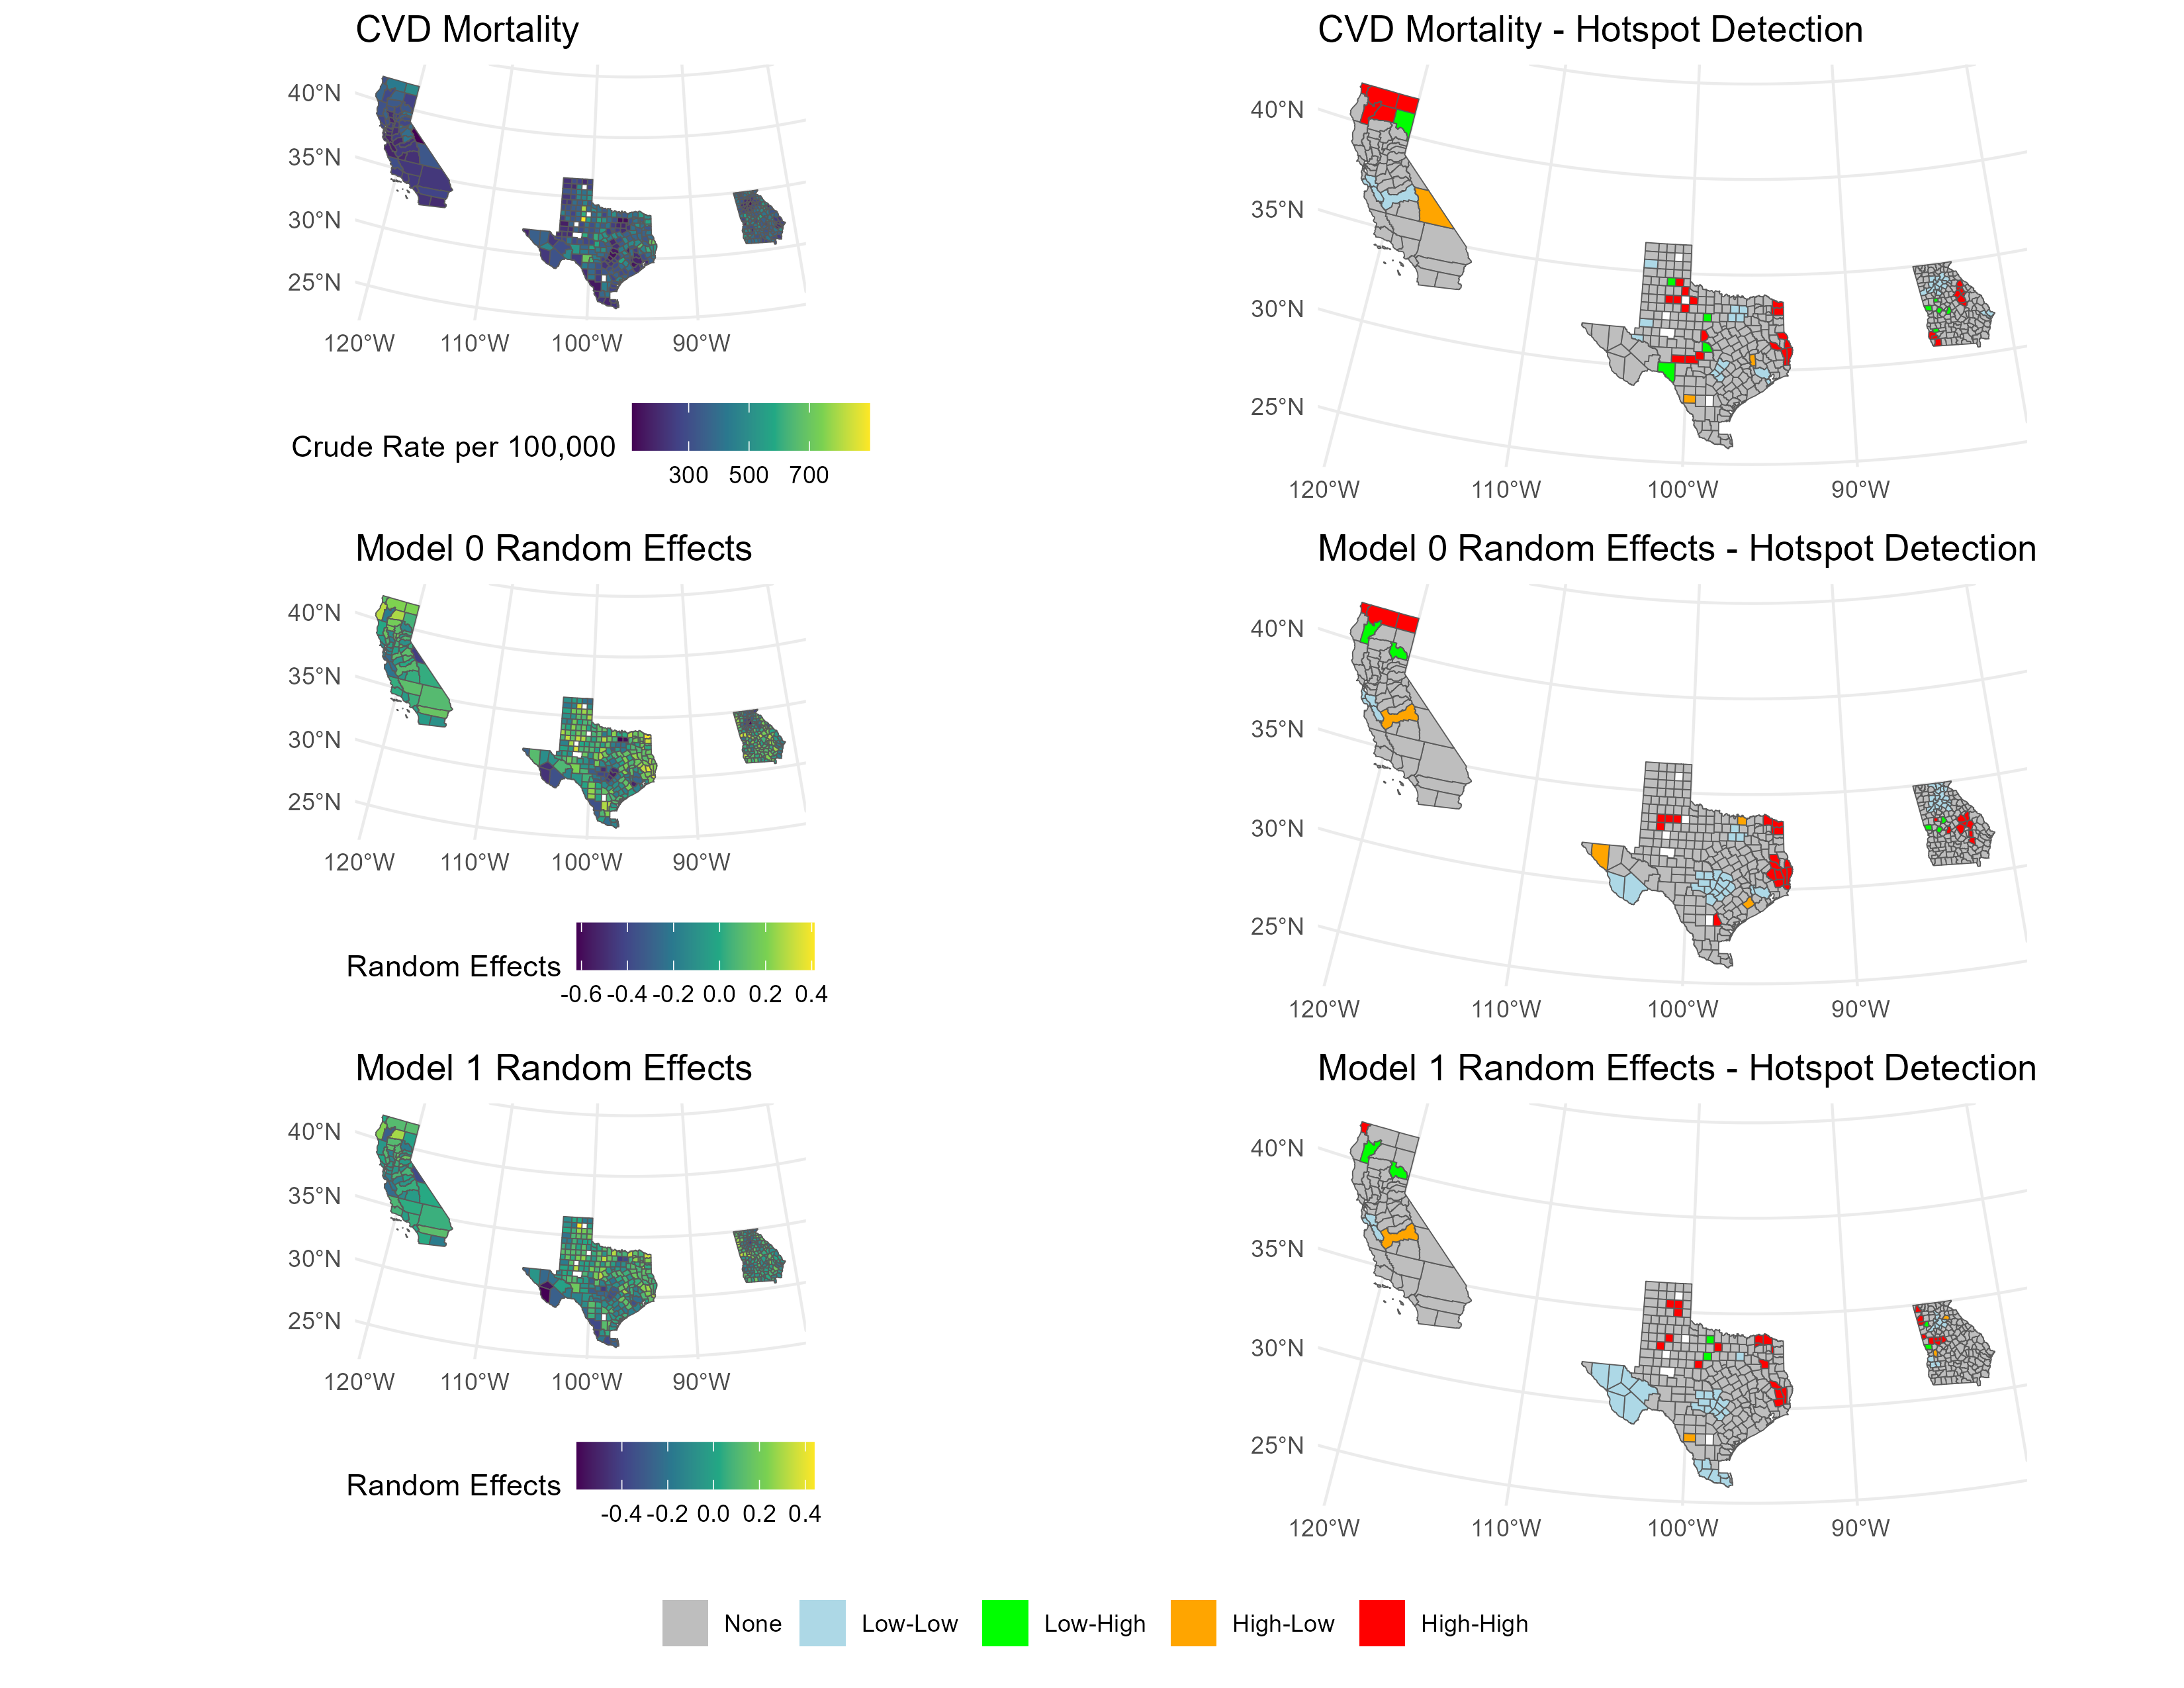 CVD Mortality
40°N
35°N
30°N
25°N
120°W 110°W 100°W 90°W
Crude Rate per 100,000
300 500 700
CVD Mortality - Hotspot Detection
40°N
35°N
30°N
25°N
120°W 110°W 100°W 90°W
Model 0 Random Effects
40°N
35°N
30°N
25°N
120°W 110°W 100°W 90°W
Random Effects
-0.6 -0.4 -0.2 0.0 0.2 0.4
Model 0 Random Effects - Hotspot Detection
40°N
35°N
30°N
25°N
120°W 110°W 100°W 90°W
Model 1 Random Effects
40°N
35°N
30°N
25°N
120°W 110°W 100°W 90°W
Random Effects
-0.4 -0.2 0.0 0.2 0.4
Model 1 Random Effects - Hotspot Detection
40°N
35°N
30°N
25°N
120°W 110°W 100°W 90°W
None Low-Low Low-High High-Low High-High